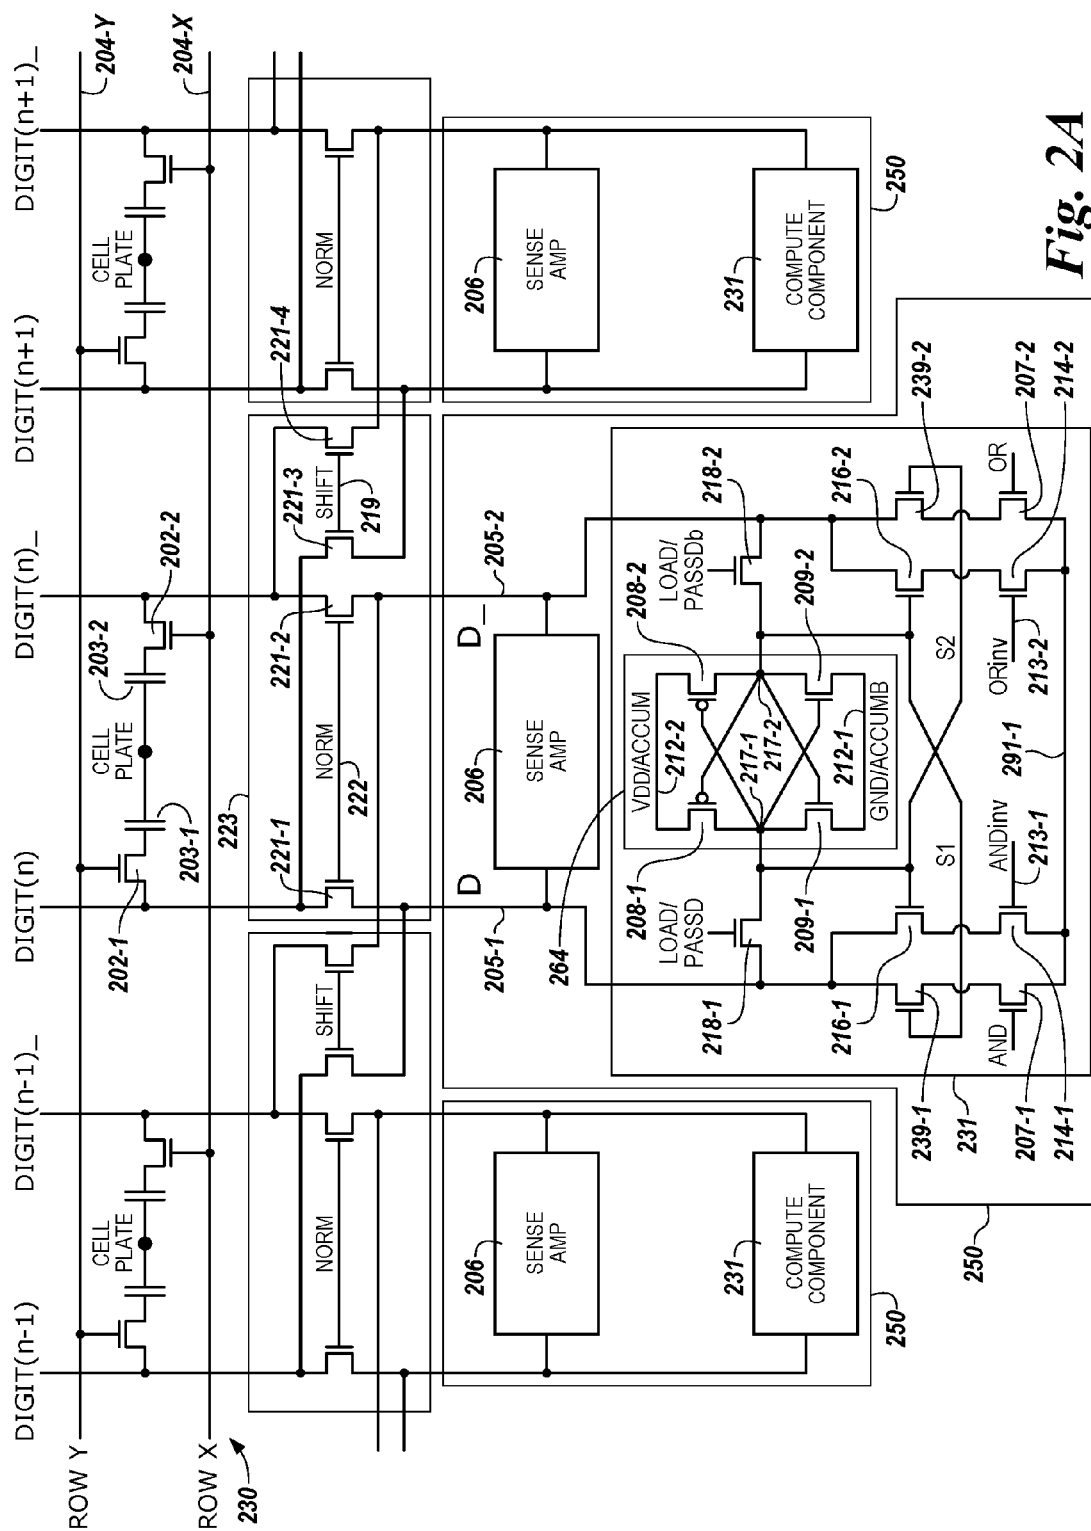 DIGIT(n-1)
DIGIT(n-1)_
DIGIT(n)
DIGIT(n)_
DIGIT(n+1)
DIGIT(n+1)_
ROW Y
204-Y
CELL
PLATE
202-1
203-1
CELL
PLATE
203-2
202-2
CELL
PLATE
ROW X
204-X
230
223
NORM
SHIFT
221-1
NORM
222
221-2
221-3
SHIFT
219
221-4
NORM
206
SENSE
AMP
231
COMPUTE
COMPONENT
250
D
205-1
206
SENSE
AMP
D_
205-2
206
SENSE
AMP
231
COMPUTE
COMPONENT
250
264
VDD/ACCUM
212-2
208-1
208-2
LOAD/
PASSD
LOAD/
PASSDb
218-1
218-2
217-1
217-2
209-1
209-2
212-1
GND/ACCUMB
216-1
216-2
239-1
239-2
S1
S2
231
AND
207-1
ANDinv
213-1
214-1
ORinv
213-2
OR
207-2
214-2
291-1
250
Fig. 2A